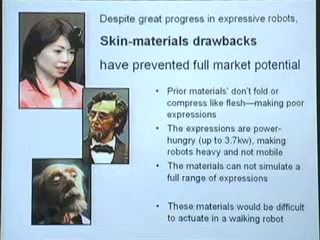 Despite great progress in expressive robots,
Skin-materials drawbacks
have prevented full market potential
• Prior materials' don't fold or
compress like flesh—making poor
expressions
• The expressions are power-
hungry (up to 3.7kw), making
robots heavy and not mobile
• The materials can not simulate a
full range of expressions
• These materials would be difficult
to actuate in a walking robot